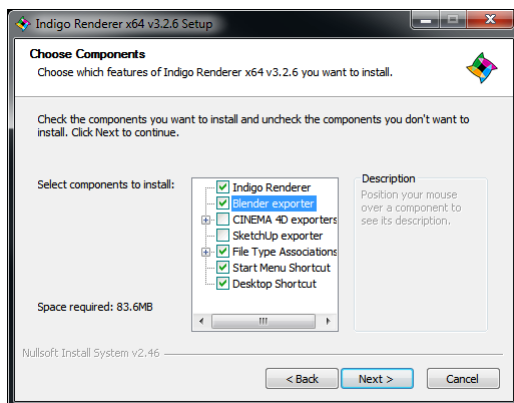 Indigo Renderer x64 v3.2.6 Setup
Choose Components
Choose which features of Indigo Renderer x64 v3.2.6 you want to install.
Check the components you want to install and uncheck the components you don't want to
install. Click Next to continue.
Select components to install:
Indigo Renderer
Blender exporter
CINEMA 4D exporters
SketchUp exporter
File Type Associations
Start Menu Shortcut
Desktop Shortcut
Description
Position your mouse
over a component to
see its description.
Space required: 83.6MB
Nullsoft Install System v2.46
< Back
Next >
Cancel